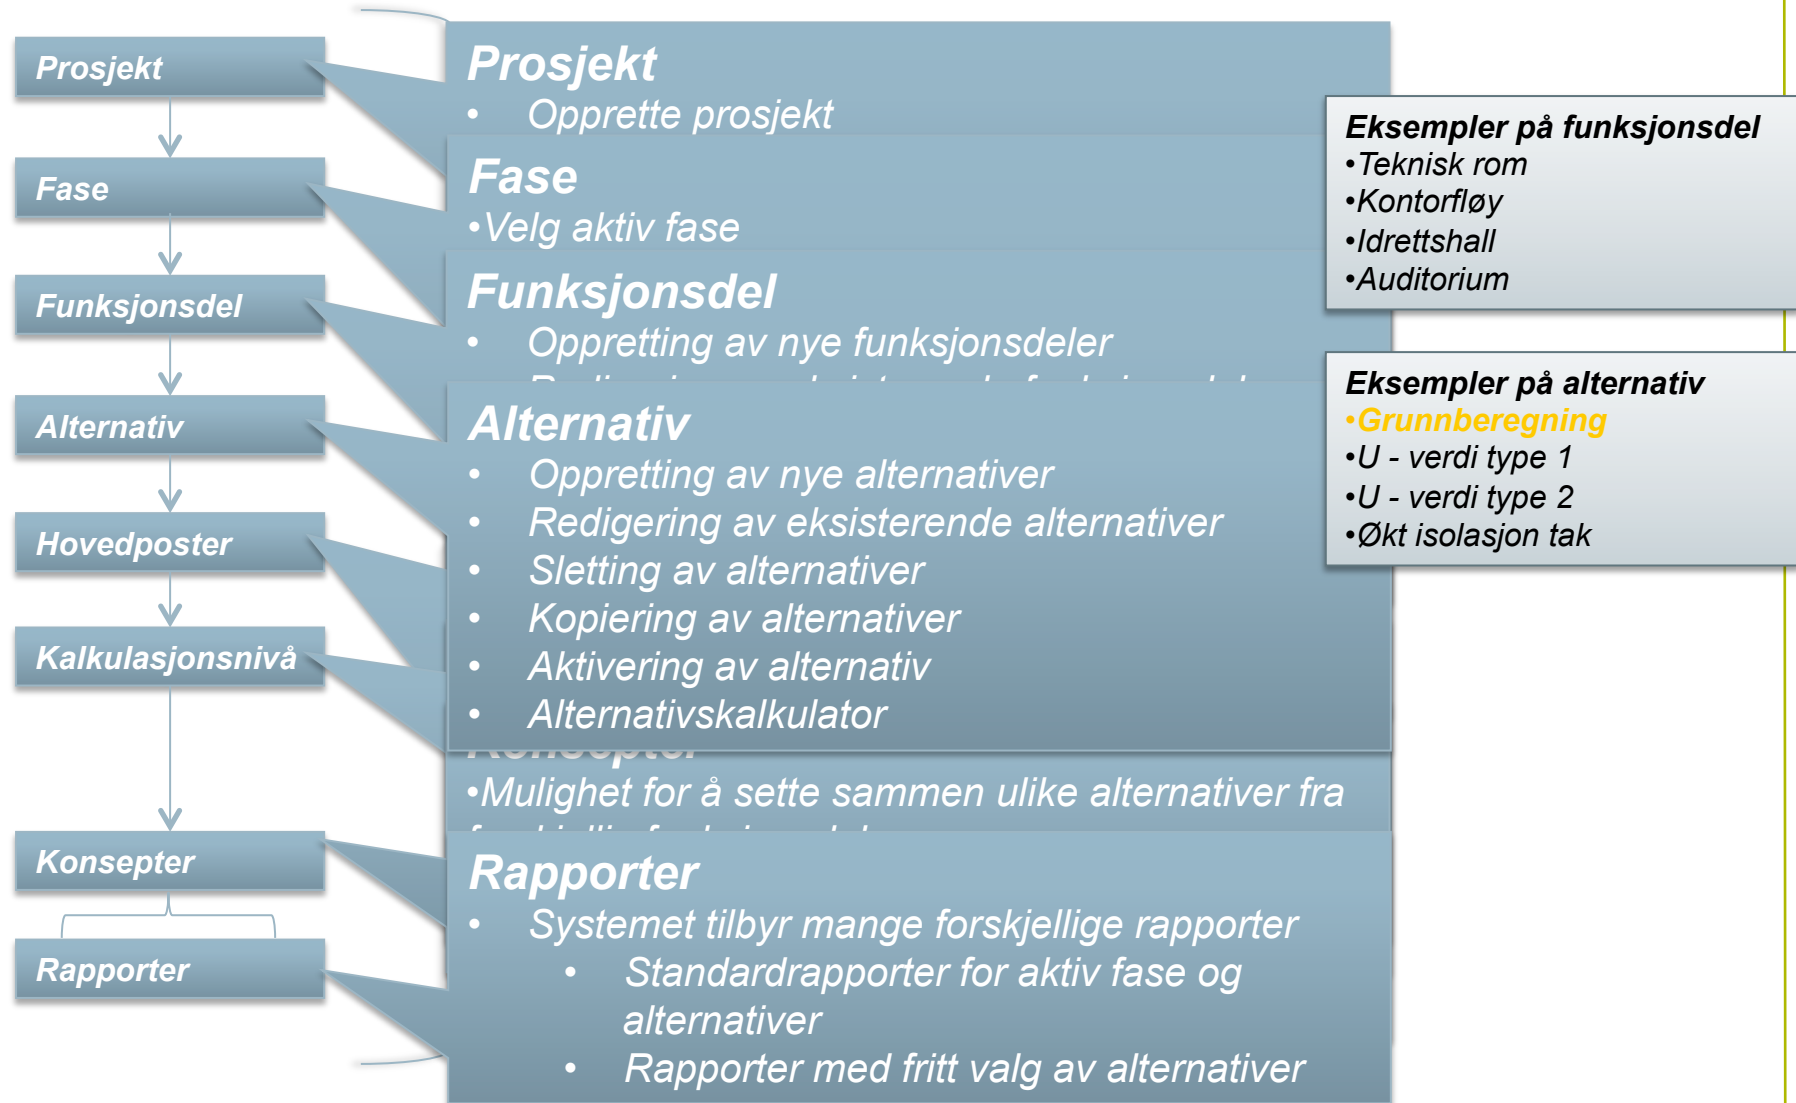 Prosjekt
Fase
Funksjonsdel
Alternativ
Hovedposter
Kalkulasjonsnivå
Konsepter
Rapporter
Prosjekt
• Opprette prosjekt
Fase
•Velg aktiv fase
Funksjonsdel
• Oppretting av nye funksjonsdeler
Alternativ
• Oppretting av nye alternativer
• Redigering av eksisterende alternativer
• Sletting av alternativer
• Kopiering av alternativer
• Aktivering av alternativ
• Alternativskalkulator
Konsepter
•Mulighet for å sette sammen ulike alternativer fra
Rapporter
• Systemet tilbyr mange forskjellige rapporter
• Standardrapporter for aktiv fase og
alternativer
• Rapporter med fritt valg av alternativer
Eksempler på funksjonsdel
•Teknisk rom
•Kontorfløy
•Idrettshall
•Auditorium
Eksempler på alternativ
•Grunnberegning
•U - verdi type 1
•U - verdi type 2
•Økt isolasjon tak